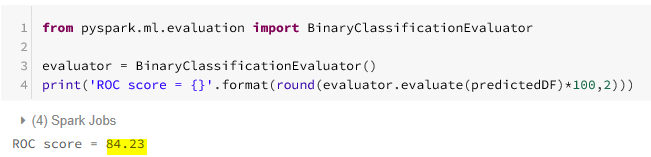 1 from pyspark.ml.evaluation import BinaryClassificationEvaluator
2
3 evaluator = BinaryClassificationEvaluator()
4 print('ROC score = {}'.format(round(evaluator.evaluate(predictedDF)*100,2)))
▸ (4) Spark Jobs
ROC score = 84.23